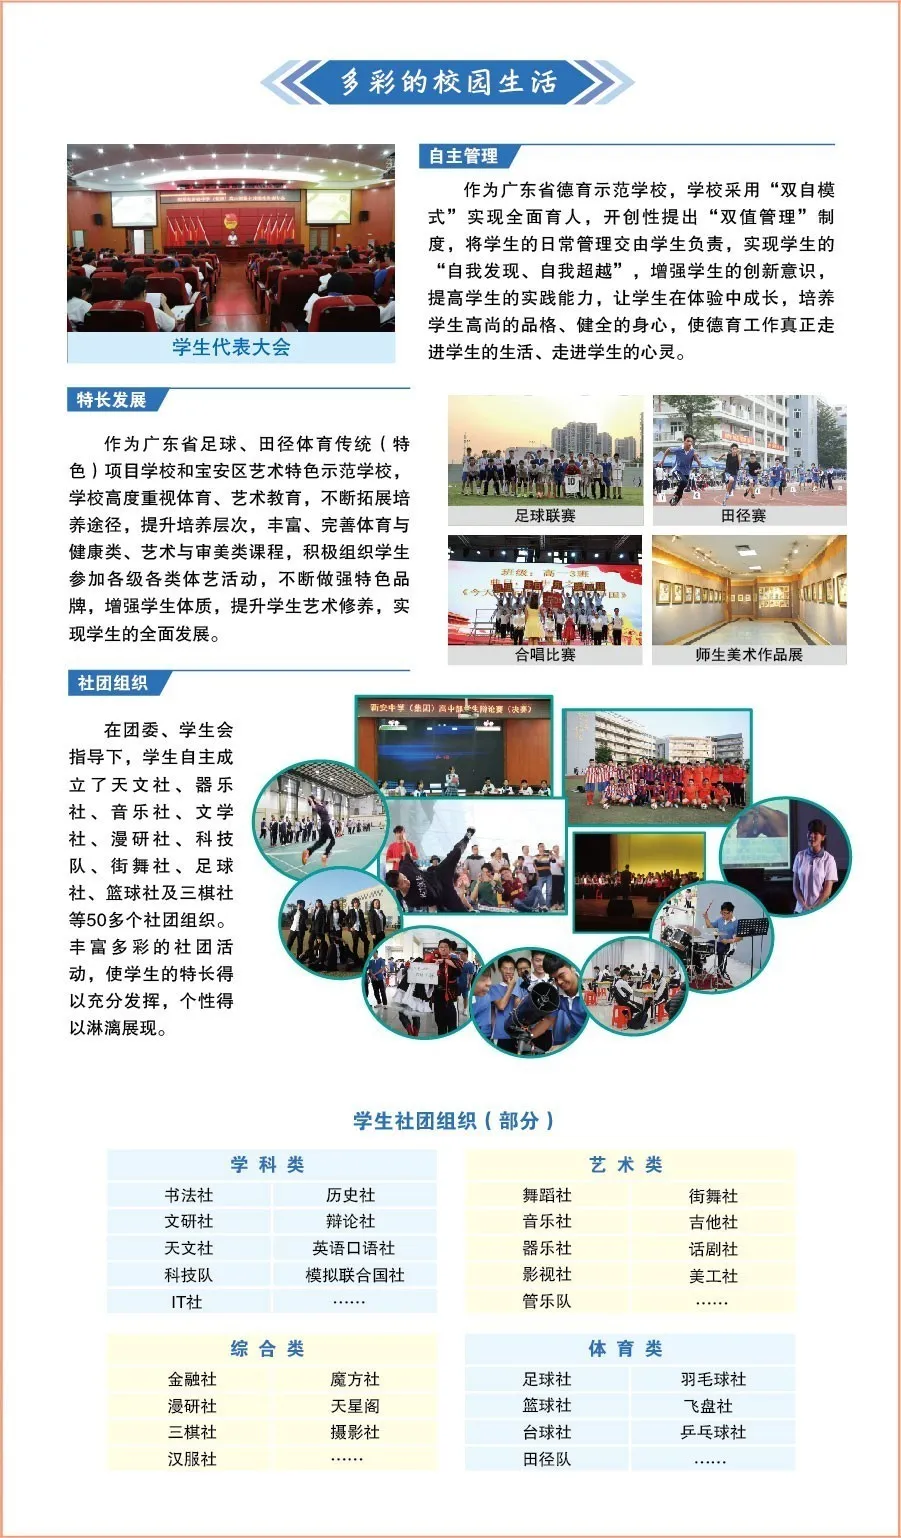 多彩的校园生活
学生代表大会
自主管理
作为广东省德育示范学校，学校采用“双自模
式”实现全面育人，开创性提出“双值管理”制
度，将学生的日常管理交由学生负责，实现学生的
“自我发现、自我超越”，增强学生的创新意识，
提高学生的实践能力，让学生在体验中成长，培养
学生高尚的品格、健全的身心，使德育工作真正走
进学生的生活、走进学生的心灵。
特长发展
作为广东省足球、田径体育传统（特
色）项目学校和宝安区艺术特色示范学校，
学校高度重视体育、艺术教育，不断拓展培
养途径，提升培养层次，丰富、完善体育与
健康类、艺术与审美类课程，积极组织学生
参加各级各类体艺活动，不断做强特色品
牌，增强学生体质，提升学生艺术修养，实
现学生的全面发展。
足球联赛
田径赛
班级：高一3班
合唱比赛
师生美术作品展
社团组织
在团委、学生会
指导下，学生自主成
立了天文社、器乐
社、音乐社、文学
社、漫研社、科技
队、街舞社、足球
社、篮球社及三棋社
等50多个社团组织。
丰富多彩的社团活
动，使学生的特长得
以充分发挥，个性得
以淋漓展现。
新安中学（集团）高中部学生辩论赛（决赛）
学生社团组织（部分）
学科类
书法社 历史社
文研社 辩论社
天文社 英语口语社
科技队 模拟联合国社
IT社 ……
艺术类
舞蹈社 街舞社
音乐社 吉他社
器乐社 话剧社
影视社 美工社
管乐队 ……
综合类
金融社 魔方社
漫研社 天星阁
三棋社 摄影社
汉服社 ……
体育类
足球社 羽毛球社
篮球社 飞盘社
台球社 乒乓球社
田径队 ……